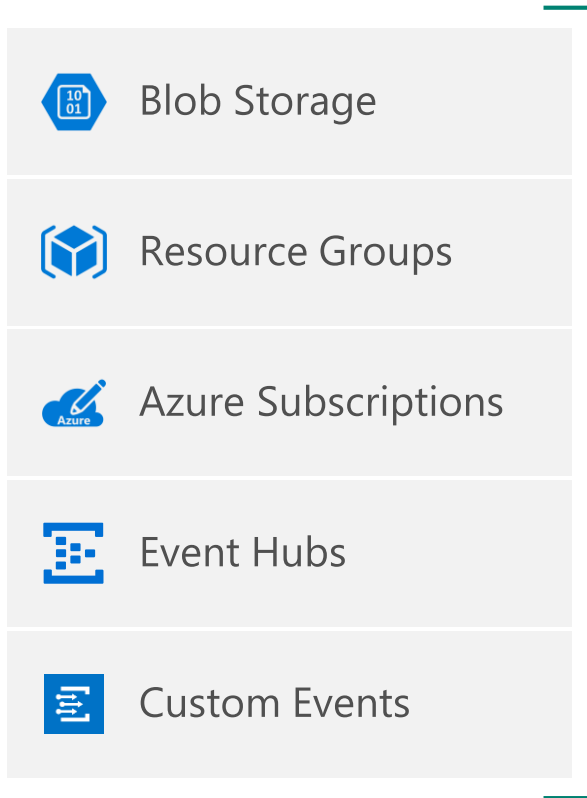 10
01
Blob Storage
Resource Groups
Azure
Azure Subscriptions
Event Hubs
Custom Events